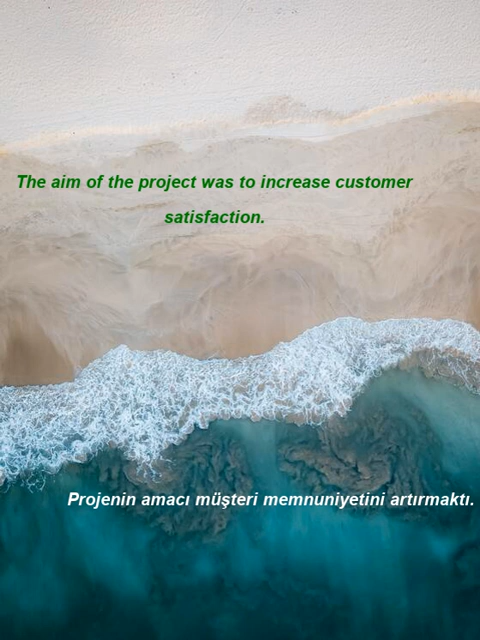 The aim of the project was to increase customer
satisfaction.
Projenin amacı müşteri memnuniyetini artırmaktı.